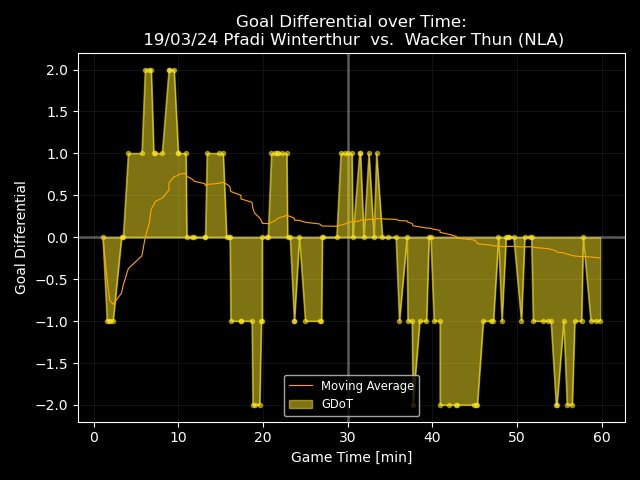 Goal Differential over Time:
19/03/24 Pfadi Winterthur  vs.  Wacker Thun (NLA)
Goal Differential
2.0
1.5
1.0
0.5
0.0
−0.5
−1.0
−1.5
−2.0
Moving Average
GDoT
0 10 20 30 40 50 60
Game Time [min]